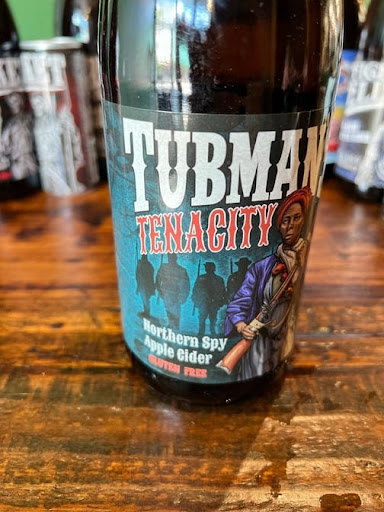 TUBMAN
TENACITY
Northern Spy
Apple Cider
GLUTEN FREE